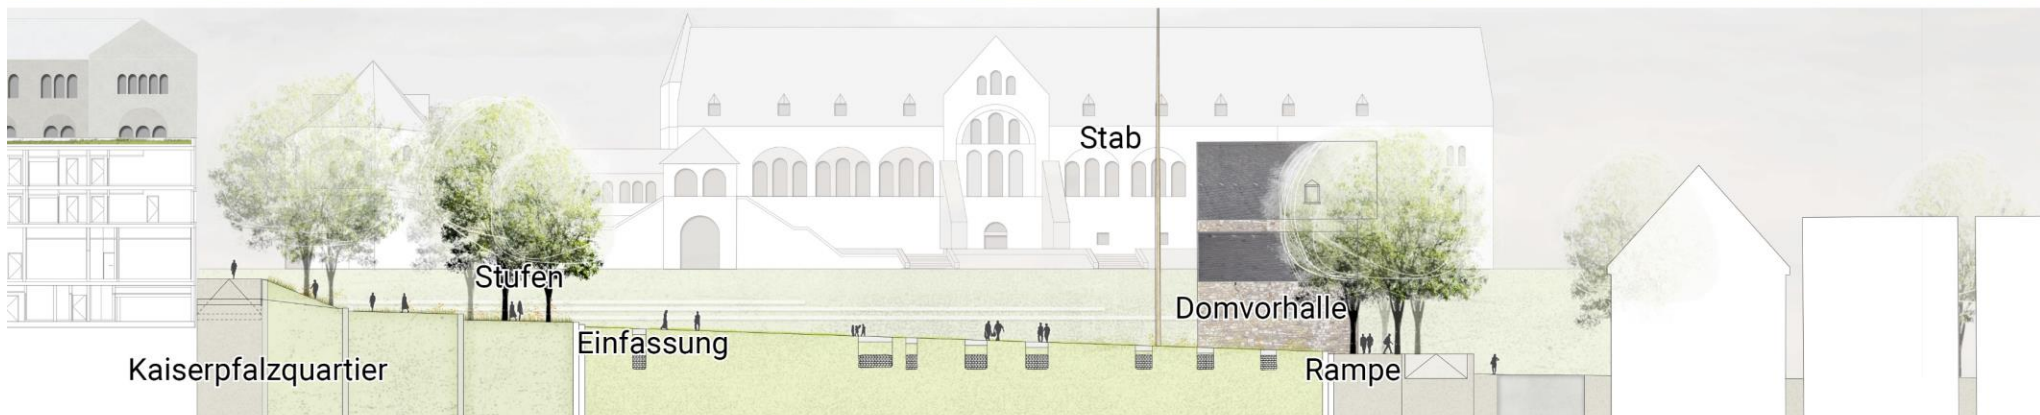 Stab
Stufen
Domvorhalle
Einfassung
Kaiserpfalzquartier
Rampe